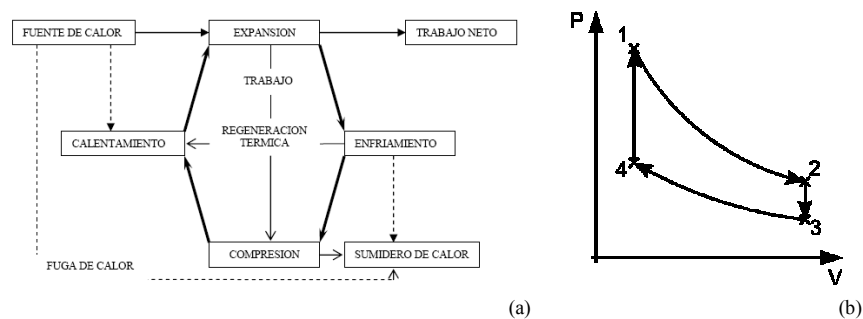 FUENTE DE CALOR
EXPANSION
TRABAJO NETO
TRABAJO
REGENERACION
TERMICA
CALENTAMIENTO
ENFRIAMIENTO
COMPRESION
SUMIDERO DE CALOR
FUGA DE CALOR
(a)
P
1
2
4
3
V
(b)